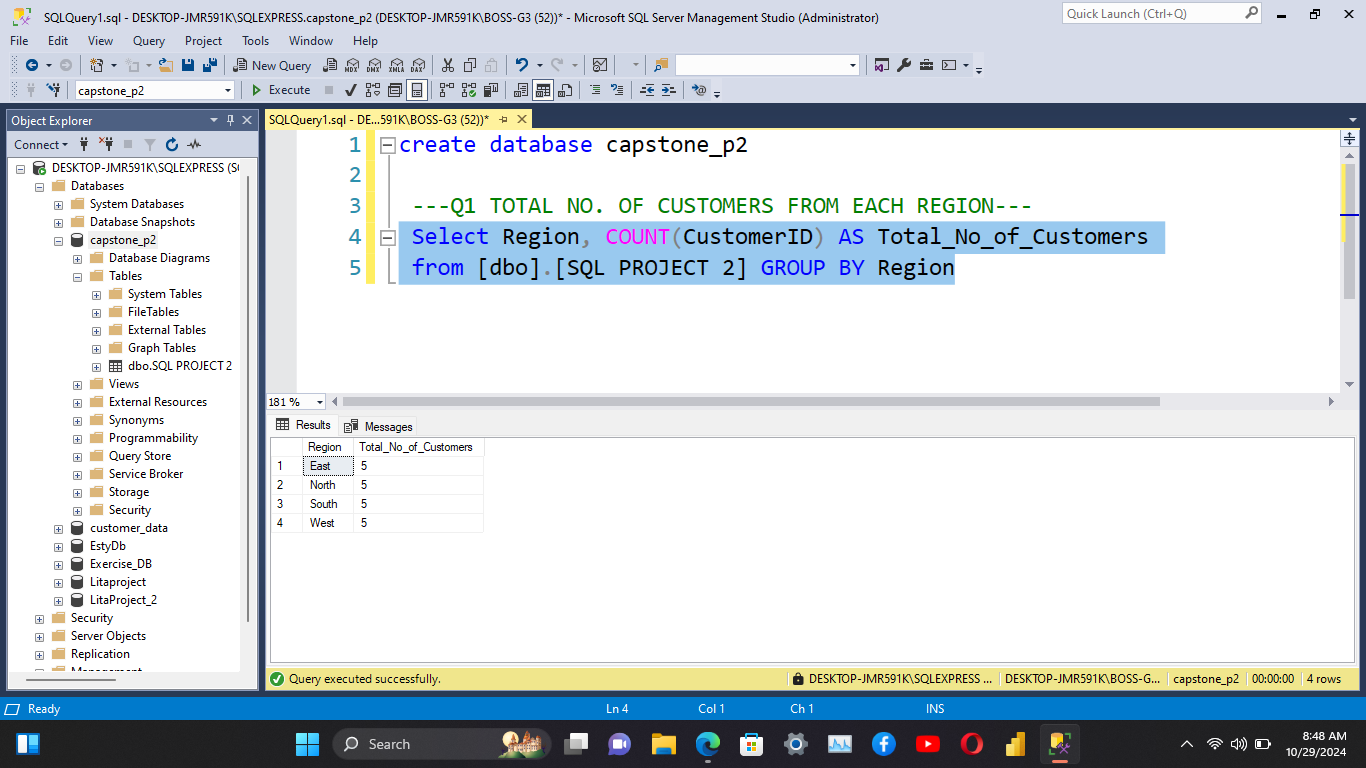 SQLQuery1.sql - DESKTOP-JMR591K\SQLEXPRESS.capstone_p2 (DESKTOP-JMR591K\BOSS-G3 (52))* - Microsoft SQL Server Management Studio (Administrator)
Quick Launch (Ctrl+Q)
File Edit View Query Project Tools Window Help
New Query MDX DMX XMLA DAX
capstone_p2 Execute
Object Explorer
SQLQuery1.sql - DE...591K\BOSS-G3 (52))*
Connect
DESKTOP-JMR591K\SQLEXPRESS (S
Databases
System Databases
Database Snapshots
capstone_p2
Database Diagrams
Tables
System Tables
FileTables
External Tables
Graph Tables
dbo.SQL PROJECT 2
Views
External Resources
Synonyms
Programmability
Query Store
Service Broker
Storage
Security
customer_data
EstyDb
Exercise_DB
Litaproject
LitaProject_2
Security
Server Objects
Replication
Management
1 create database capstone_p2
2
3 ---Q1 TOTAL NO. OF CUSTOMERS FROM EACH REGION---
4 Select Region, COUNT(CustomerID) AS Total_No_of_Customers
5 from [dbo].[SQL PROJECT 2] GROUP BY Region
181 %
Results Messages
Region Total_No_of_Customers
1 East 5
2 North 5
3 South 5
4 West 5
Query executed successfully.
DESKTOP-JMR591K\SQLEXPRESS ... DESKTOP-JMR591K\BOSS-G... capstone_p2 00:00:00 4 rows
Ready Ln 4 Col 1 Ch 1 INS
Search
8:48 AM
10/29/2024